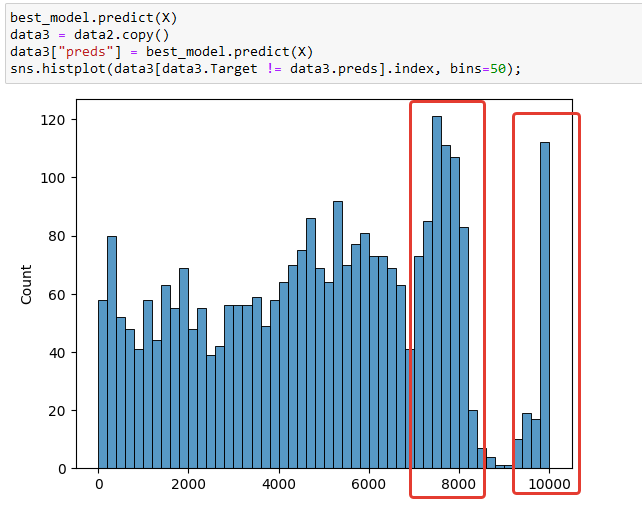 best_model.predict(X)
data3 = data2.copy()
data3["preds"] = best_model.predict(X)
sns.histplot(data3[data3.Target != data3.preds].index, bins=50);
120
100
80
60
40
20
0
Count
0 2000 4000 6000 8000 10000